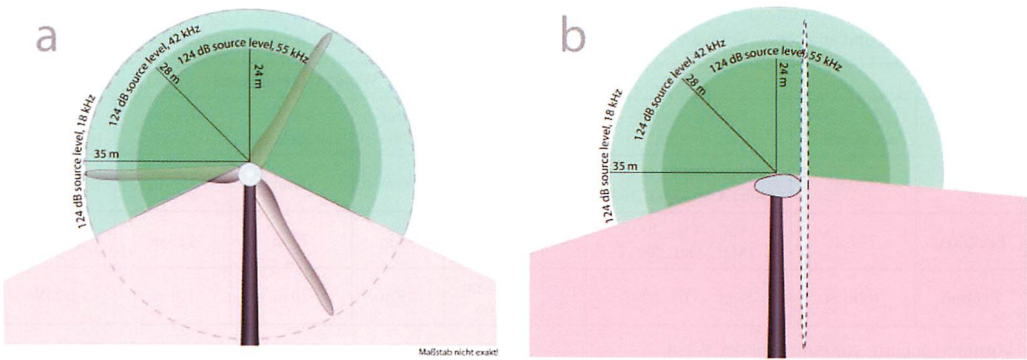 a
124 dB source level, 18 kHz
124 dB source level, 42 kHz
124 dB source level, 55 kHz
35 m
28 m
24 m
Maßstab nicht exakt!
b
124 dB source level, 18 kHz
124 dB source level, 42 kHz
124 dB source level, 55 kHz
35 m
28 m
24 m